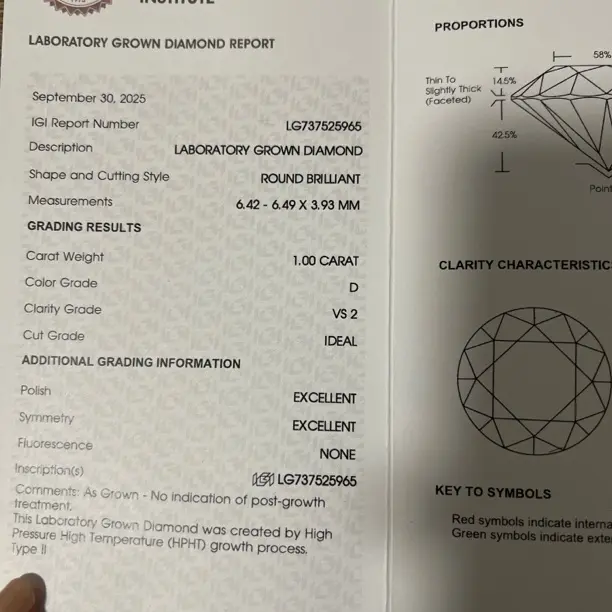 INSTITUTE
LABORATORY GROWN DIAMOND REPORT
September 30, 2025
IGI Report Number LG737525965
Description LABORATORY GROWN DIAMOND
Shape and Cutting Style ROUND BRILLIANT
Measurements 6.42 - 6.49 X 3.93 MM
GRADING RESULTS
Carat Weight 1.00 CARAT
Color Grade D
Clarity Grade VS 2
Cut Grade IDEAL
ADDITIONAL GRADING INFORMATION
Polish EXCELLENT
Symmetry EXCELLENT
Fluorescence NONE
Inscription(s) IGI LG737525965
Comments: As Grown - No indication of post-growth
treatment.
This Laboratory Grown Diamond was created by High
Pressure High Temperature (HPHT) growth process.
Type II
PROPORTIONS
58%
Thin To
Slightly Thick
(Faceted)
14.5%
42.5%
Point
CLARITY CHARACTERISTIC
KEY TO SYMBOLS
Red symbols indicate interna
Green symbols indicate exte